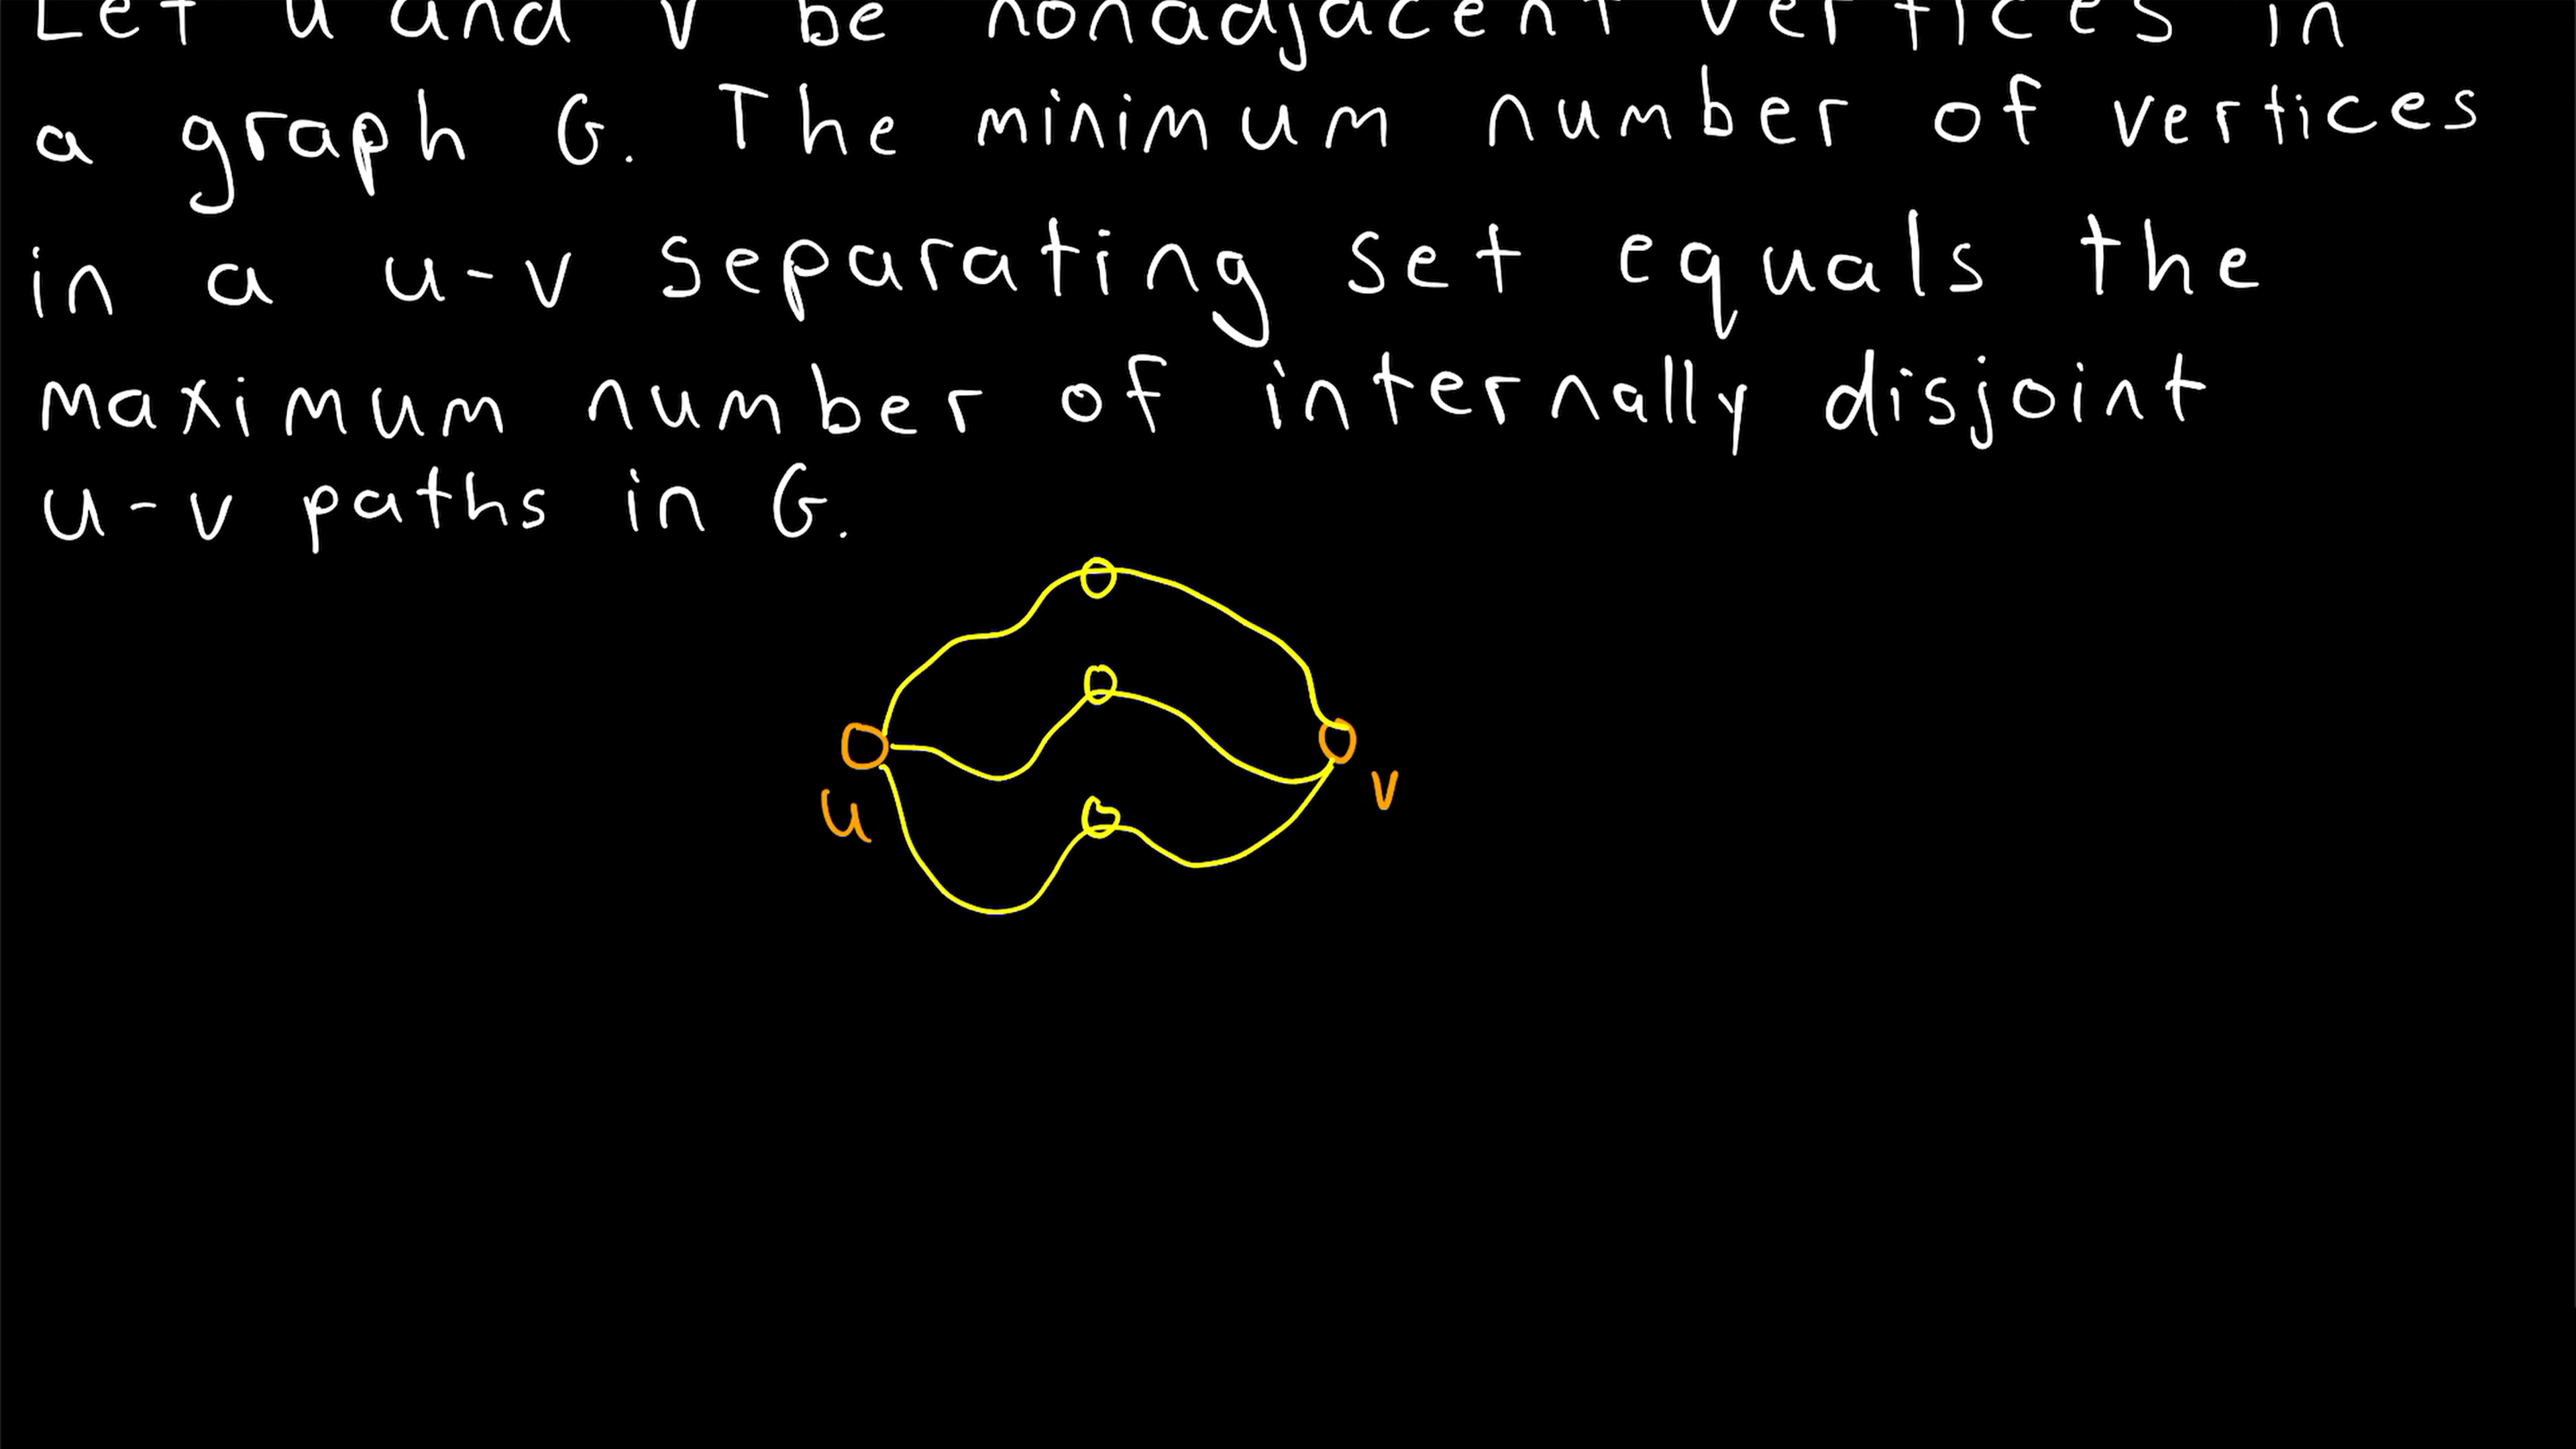 Let u and v be nonadjacent vertices in
a graph G. The minimum number of vertices
in a u-v separating set equals the
maximum number of internally disjoint
u-v paths in G.
u
v